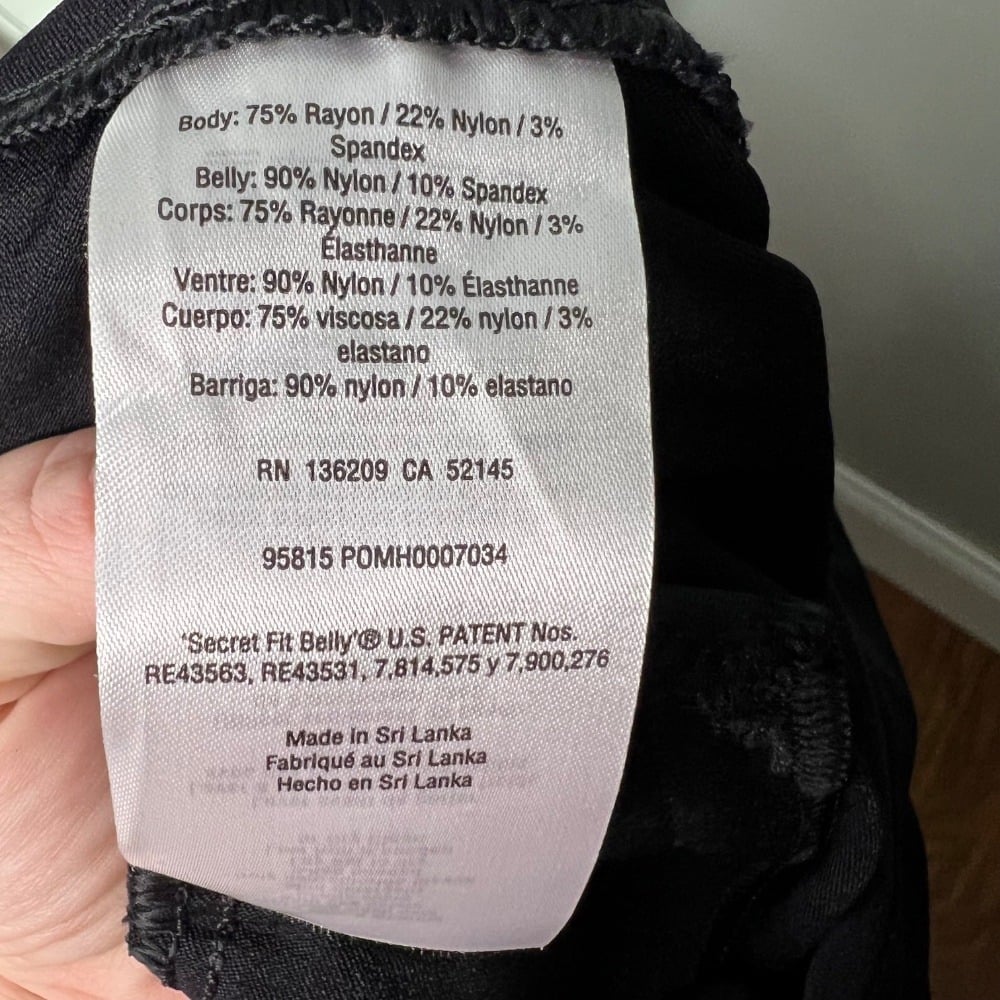 Body: 75% Rayon / 22% Nylon / 3%
Spandex
Belly: 90% Nylon / 10% Spandex
Corps: 75% Rayonne / 22% Nylon / 3%
Élasthanne
Ventre: 90% Nylon / 10% Élasthanne
Cuerpo: 75% viscosa / 22% nylon / 3%
elastano
Barriga: 90% nylon / 10% elastano
RN 136209 CA 52145
95815 POMH0007034
'Secret Fit Belly'® U.S. PATENT Nos.
RE43563, RE43531, 7,814,575 y 7,900,276
Made in Sri Lanka
Fabriqué au Sri Lanka
Hecho en Sri Lanka